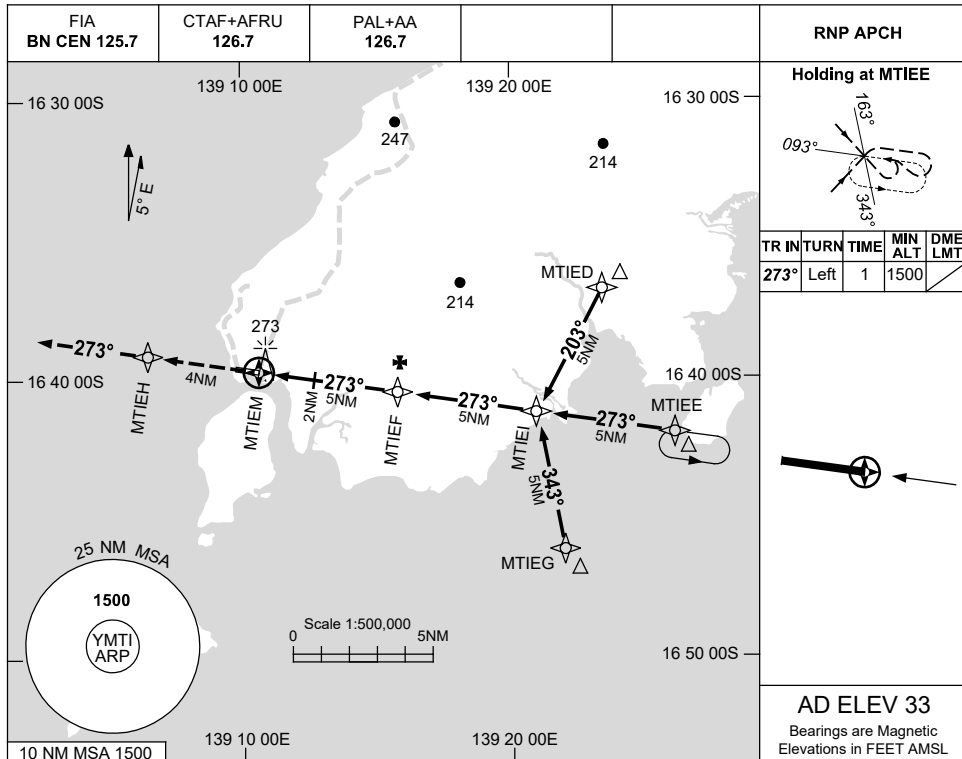 FIA
BN CEN 125.7
CTAF+AFRU
126.7
PAL+AA
126.7
RNP APCH
139 10 00E
139 20 00E
16 30 00S
16 30 00S
247
214
5° E
MTIED
214
203°
5NM
273
273°
4NM
273°
5NM
2NM
273°
5NM
273°
5NM
16 40 00S
16 40 00S
MTIEE
MTIEH
MTIEM
MTIEF
MTIEI
343°
5NM
MTIEG
25 NM MSA
1500
YMTI
ARP
Scale 1:500,000
0
5NM
16 50 00S
10 NM MSA 1500
139 10 00E
139 20 00E
Holding at MTIEE
163°
093°
343°
TR IN TURN TIME MIN ALT DME LMT
273° Left 1 1500
AD ELEV 33
Bearings are Magnetic
Elevations in FEET AMSL